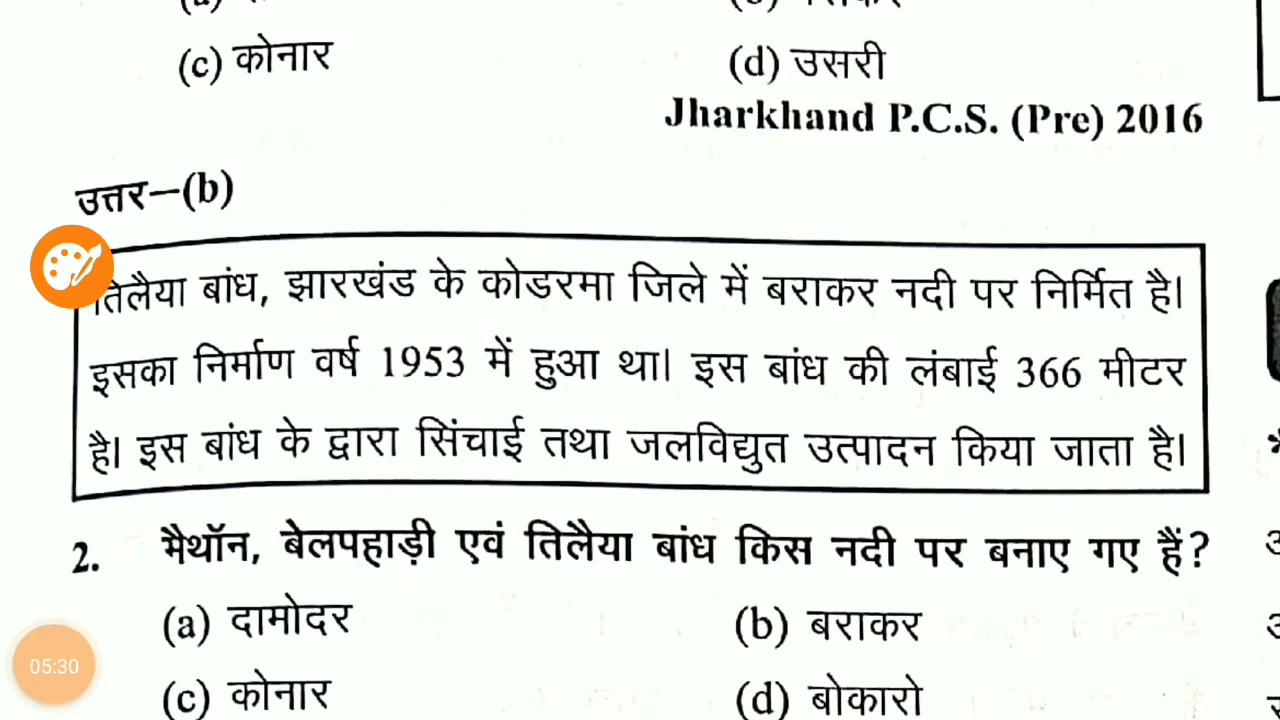 (c) कोनार
(d) उसरी
Jharkhand P.C.S. (Pre) 2016
उत्तर–(b)
तिलैया बांध, झारखंड के कोडरमा जिले में बराकर नदी पर निर्मित है।
इसका निर्माण वर्ष 1953 में हुआ था। इस बांध की लंबाई 366 मीटर
है। इस बांध के द्वारा सिंचाई तथा जलविद्युत उत्पादन किया जाता है।
2. मैथॉन, बेलपहाड़ी एवं तिलैया बांध किस नदी पर बनाए गए हैं?
(a) दामोदर
(b) बराकर
(c) कोनार
(d) बोकारो
05:30